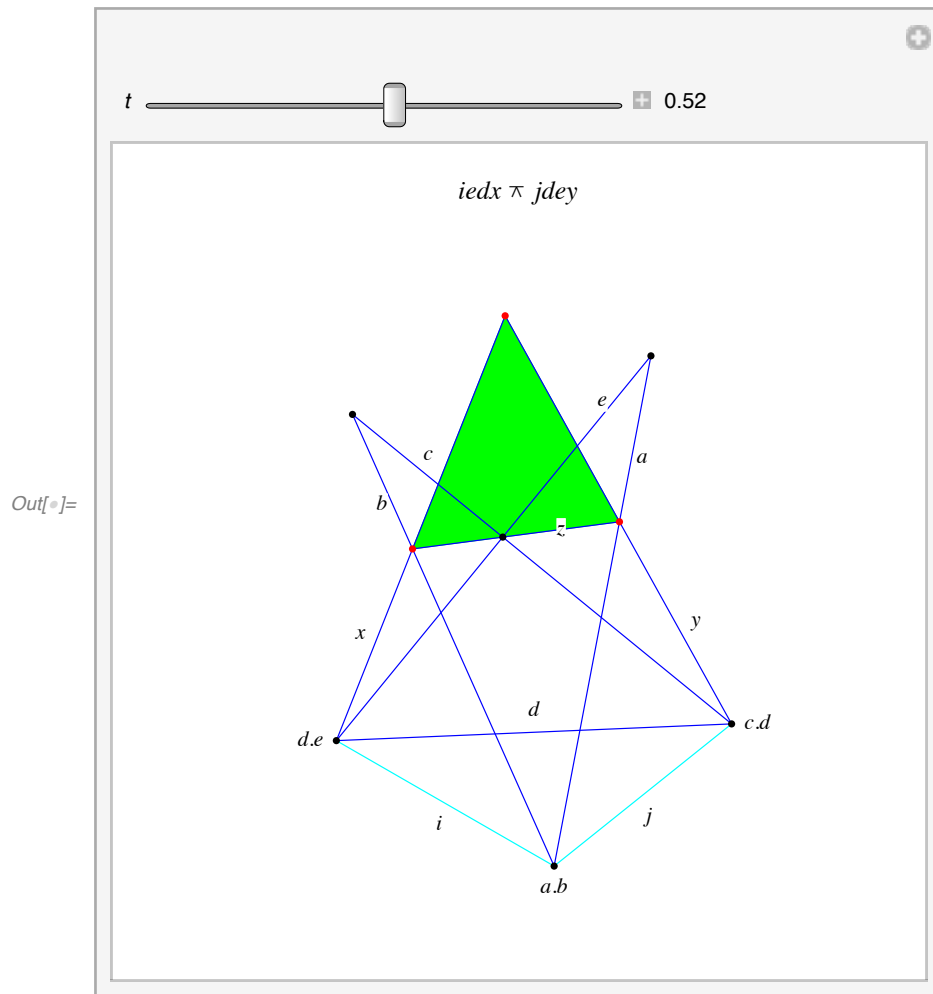 t 0.52
iedx ⌅ jdey
e
c
a
b
Out[•]=
z
x
y
d
d.e
c.d
i
j
a.b